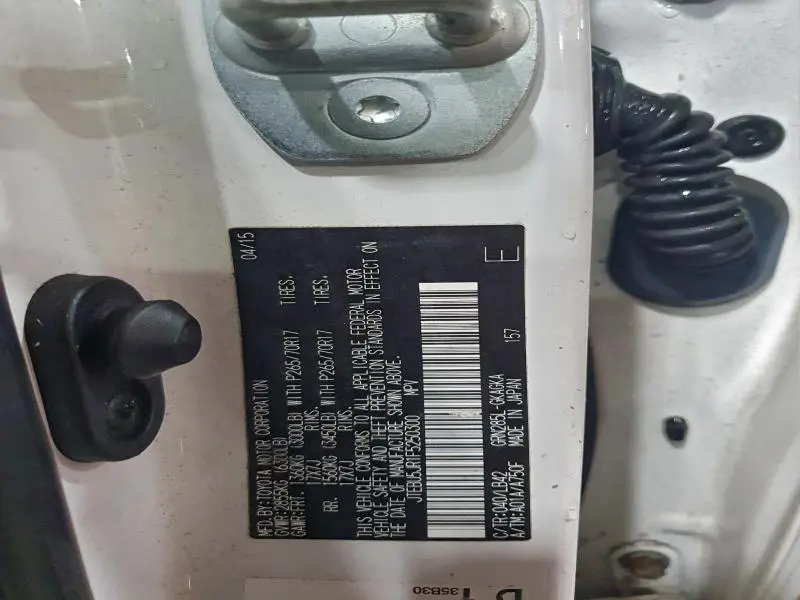 MFD. BY: TOYOTA MOTOR CORPORATION 04/15
GVWR: 2855KG (6300LB)
GAWR: FRT. 1360KG (3000LB) WITH P265/70R17 TIRES,
17X7J RIMS,
RR. 1560KG (3450LB) WITH P265/70R17 TIRES,
17X7J RIMS.
THIS VEHICLE CONFORMS TO ALL APPLICABLE FEDERAL MOTOR
VEHICLE SAFETY AND THEFT PREVENTION STANDARDS IN EFFECT ON
THE DATE OF MANUFACTURE SHOWN ABOVE.
JTEBU5JR1F5250300 MPV
C/TR:040/LB42 GRN285L-GKAGKA 157 E
A/TM:A01A/A750F MADE IN JAPAN
35B30